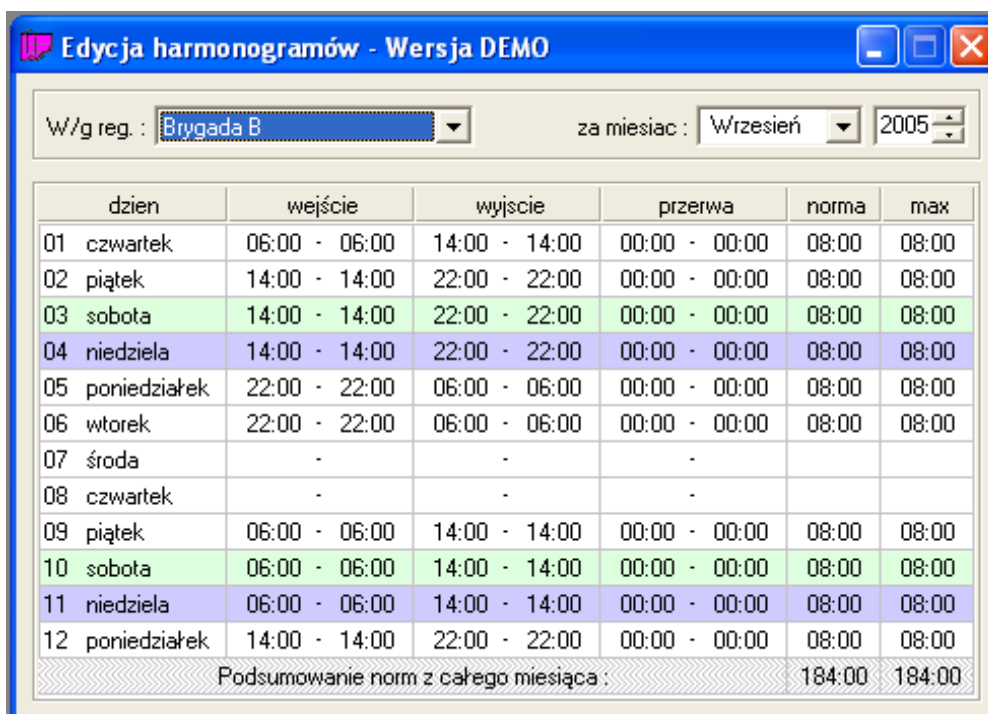 Edycja harmonogramów - Wersja DEMO
W/g reg. : Brygada B za miesiac : Wrzesień 2005
dzien wejście wyjscie przerwa norma max
01 czwartek 06:00 - 06:00 14:00 - 14:00 00:00 - 00:00 08:00 08:00
02 piątek 14:00 - 14:00 22:00 - 22:00 00:00 - 00:00 08:00 08:00
03 sobota 14:00 - 14:00 22:00 - 22:00 00:00 - 00:00 08:00 08:00
04 niedziela 14:00 - 14:00 22:00 - 22:00 00:00 - 00:00 08:00 08:00
05 poniedziałek 22:00 - 22:00 06:00 - 06:00 00:00 - 00:00 08:00 08:00
06 wtorek 22:00 - 22:00 06:00 - 06:00 00:00 - 00:00 08:00 08:00
07 środa - - -
08 czwartek - - -
09 piątek 06:00 - 06:00 14:00 - 14:00 00:00 - 00:00 08:00 08:00
10 sobota 06:00 - 06:00 14:00 - 14:00 00:00 - 00:00 08:00 08:00
11 niedziela 06:00 - 06:00 14:00 - 14:00 00:00 - 00:00 08:00 08:00
12 poniedziałek 14:00 - 14:00 22:00 - 22:00 00:00 - 00:00 08:00 08:00
Podsumowanie norm z całego miesiąca : 184:00 184:00